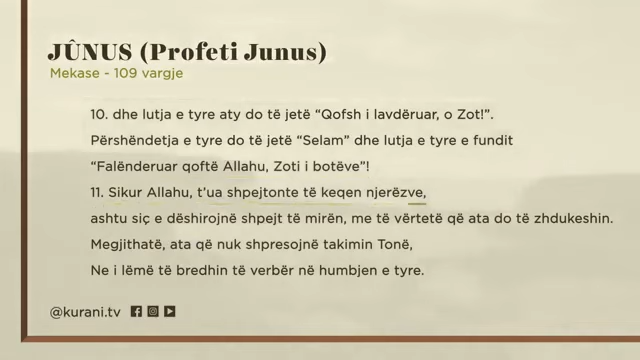 JÛNUS (Profeti Junus)
Mekase - 109 vargje
10. dhe lutja e tyre aty do të jetë “Qofsh i lavdëruar, o Zot!”.
Përshëndetja e tyre do të jetë “Selam” dhe lutja e tyre e fundit
“Falënderuar qoftë Allahu, Zoti i botëve”!
11. Sikur Allahu, t’ua shpejtonte të keqen njerëzve,
ashtu siç e dëshirojnë shpejt të mirën, me të vërtetë që ata do të zhdukeshin.
Megjithatë, ata që nuk shpresojnë takimin Tonë,
Ne i lëmë të bredhin të verbër në humbjen e tyre.
@kurani.tv